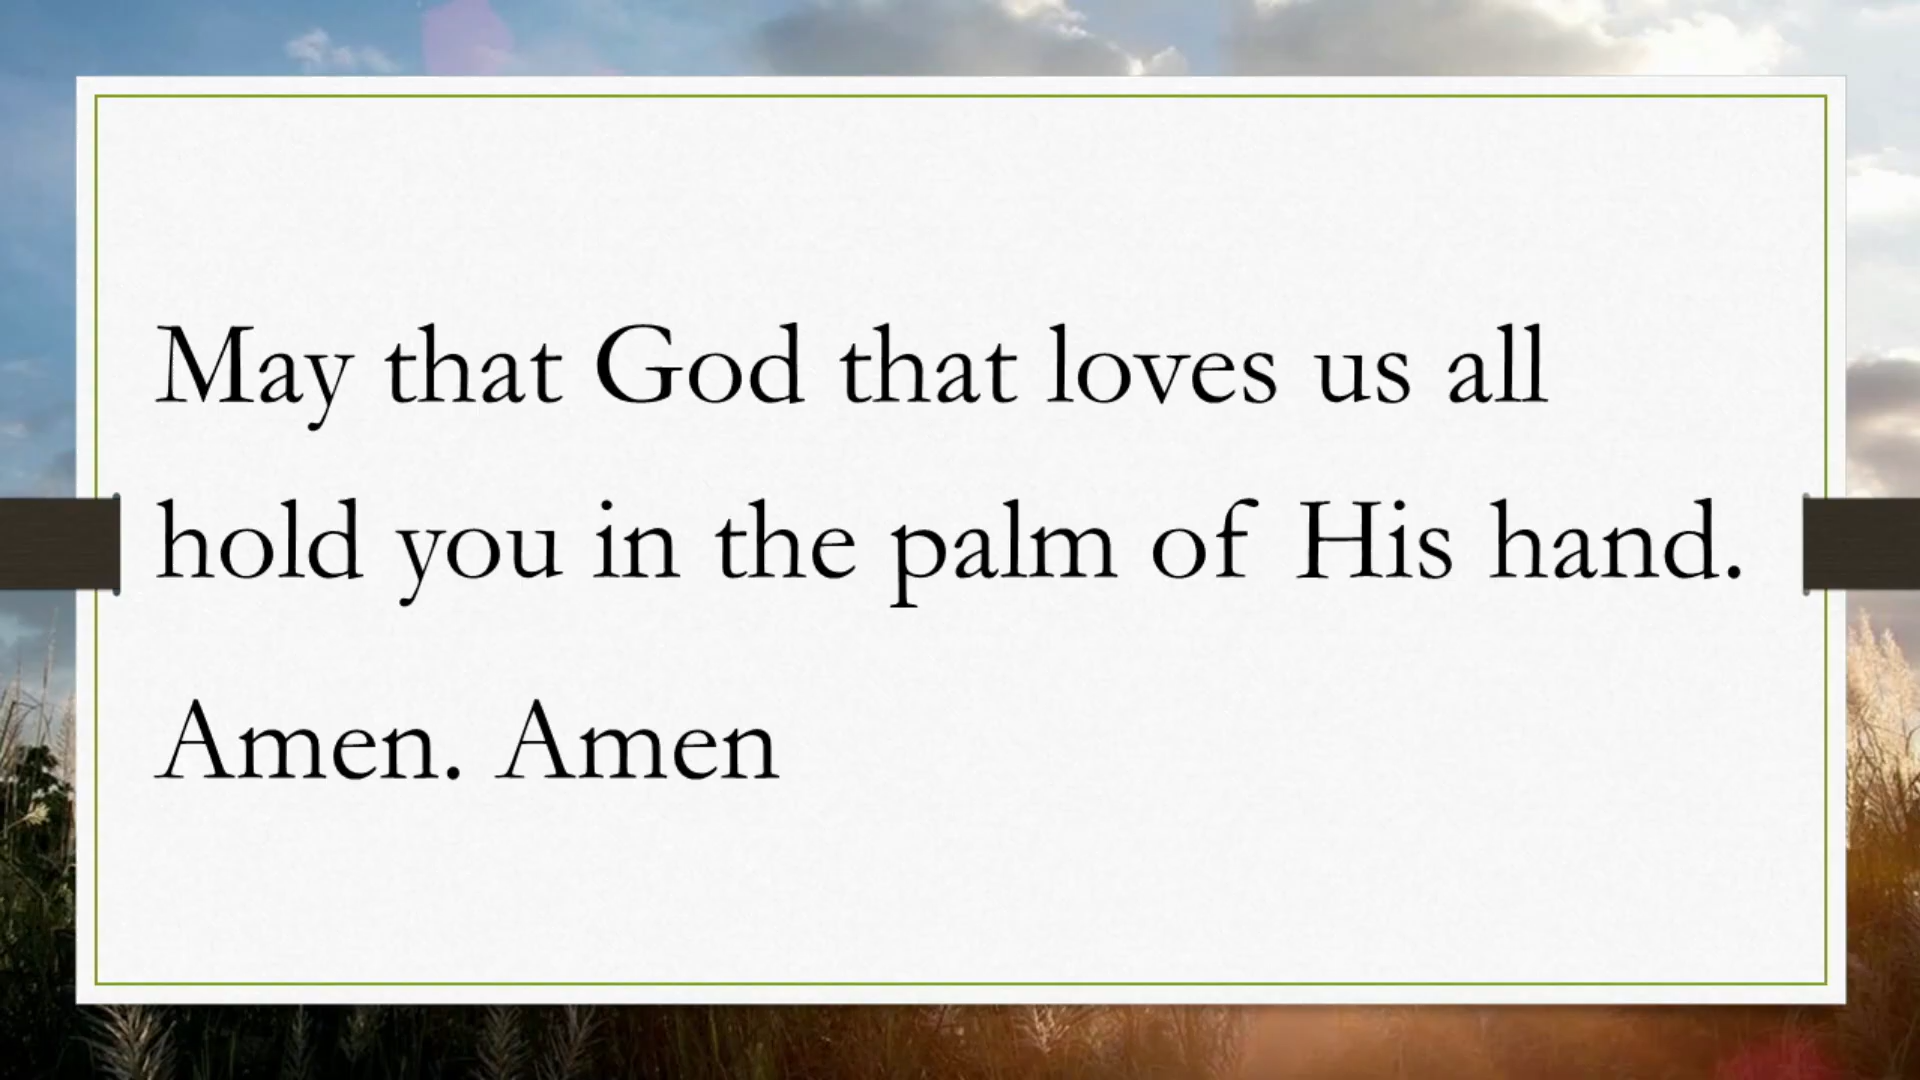 May that God that loves us all
hold you in the palm of His hand.
Amen. Amen